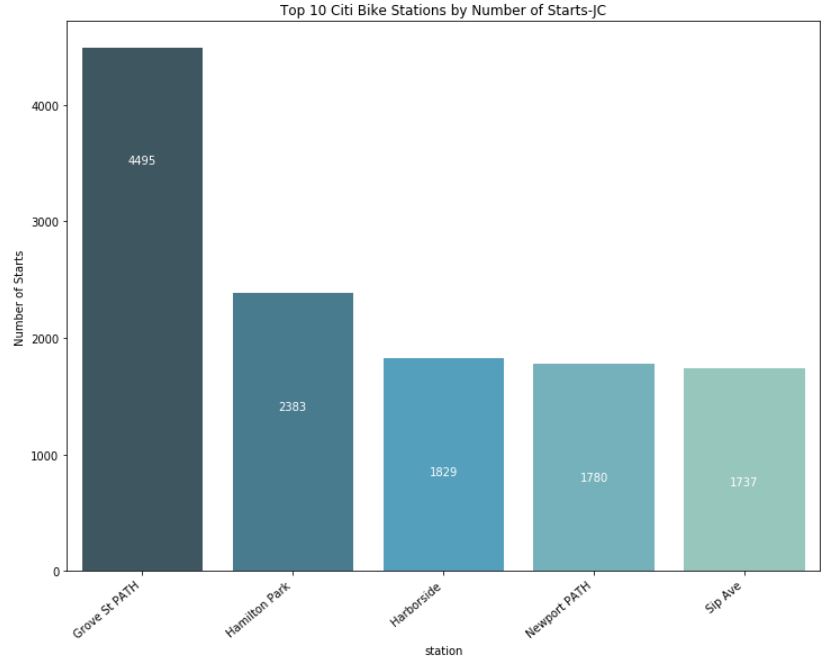 Top 10 Citi Bike Stations by Number of Starts-JC
Number of Starts
4000
3000
2000
1000
0
4495
2383
1829
1780
1737
Grove St PATH
Hamilton Park
Harborside
Newport PATH
Sip Ave
station